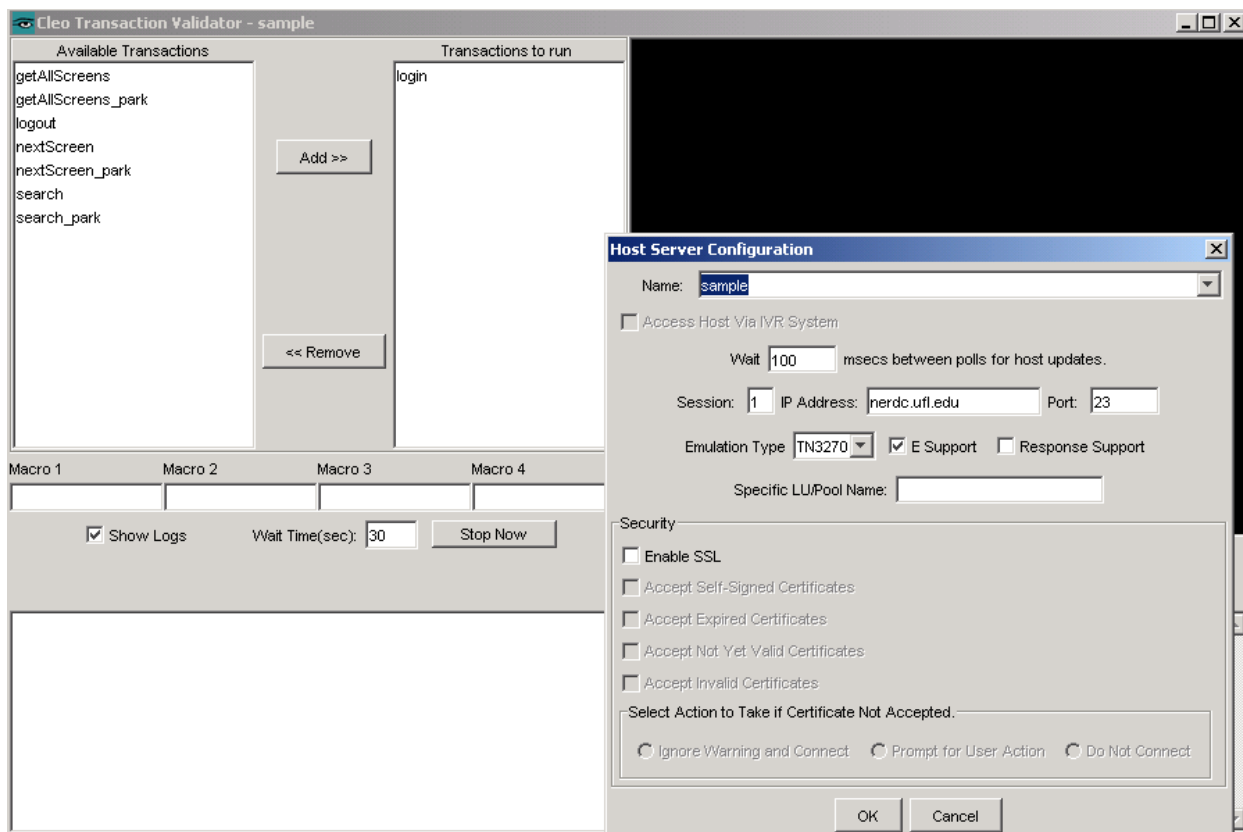 Cleo Transaction Validator - sample
Available Transactions
Transactions to run
getAllScreens
getAllScreens_park
logout
nextScreen
nextScreen_park
search
search_park
Add >>
<< Remove
login
Macro 1
Macro 2
Macro 3
Macro 4
Show Logs
Wait Time(sec): 30
Stop Now
Host Server Configuration
Name: sample
Access Host Via IVR System
Wait 100 msecs between polls for host updates.
Session: 1 IP Address: nerdc.ufl.edu Port: 23
Emulation Type TN3270 E Support Response Support
Specific LU/Pool Name:
Security
Enable SSL
Accept Self-Signed Certificates
Accept Expired Certificates
Accept Not Yet Valid Certificates
Accept Invalid Certificates
Select Action to Take if Certificate Not Accepted.
Ignore Warning and Connect Prompt for User Action Do Not Connect
OK Cancel